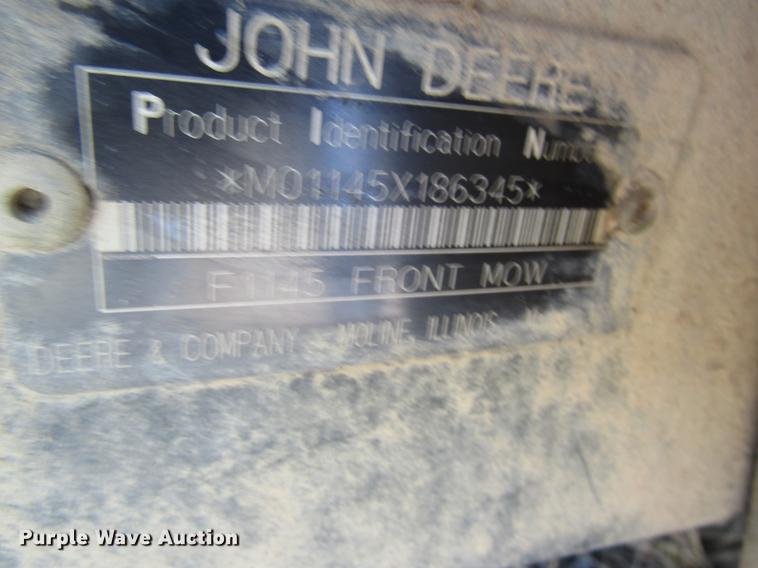 JOHN DEERE
Product Identification Number
*M01145X186345*
F1145 FRONT MOW
DEERE & COMPANY MOLINE, ILLINOIS
Purple Wave Auction